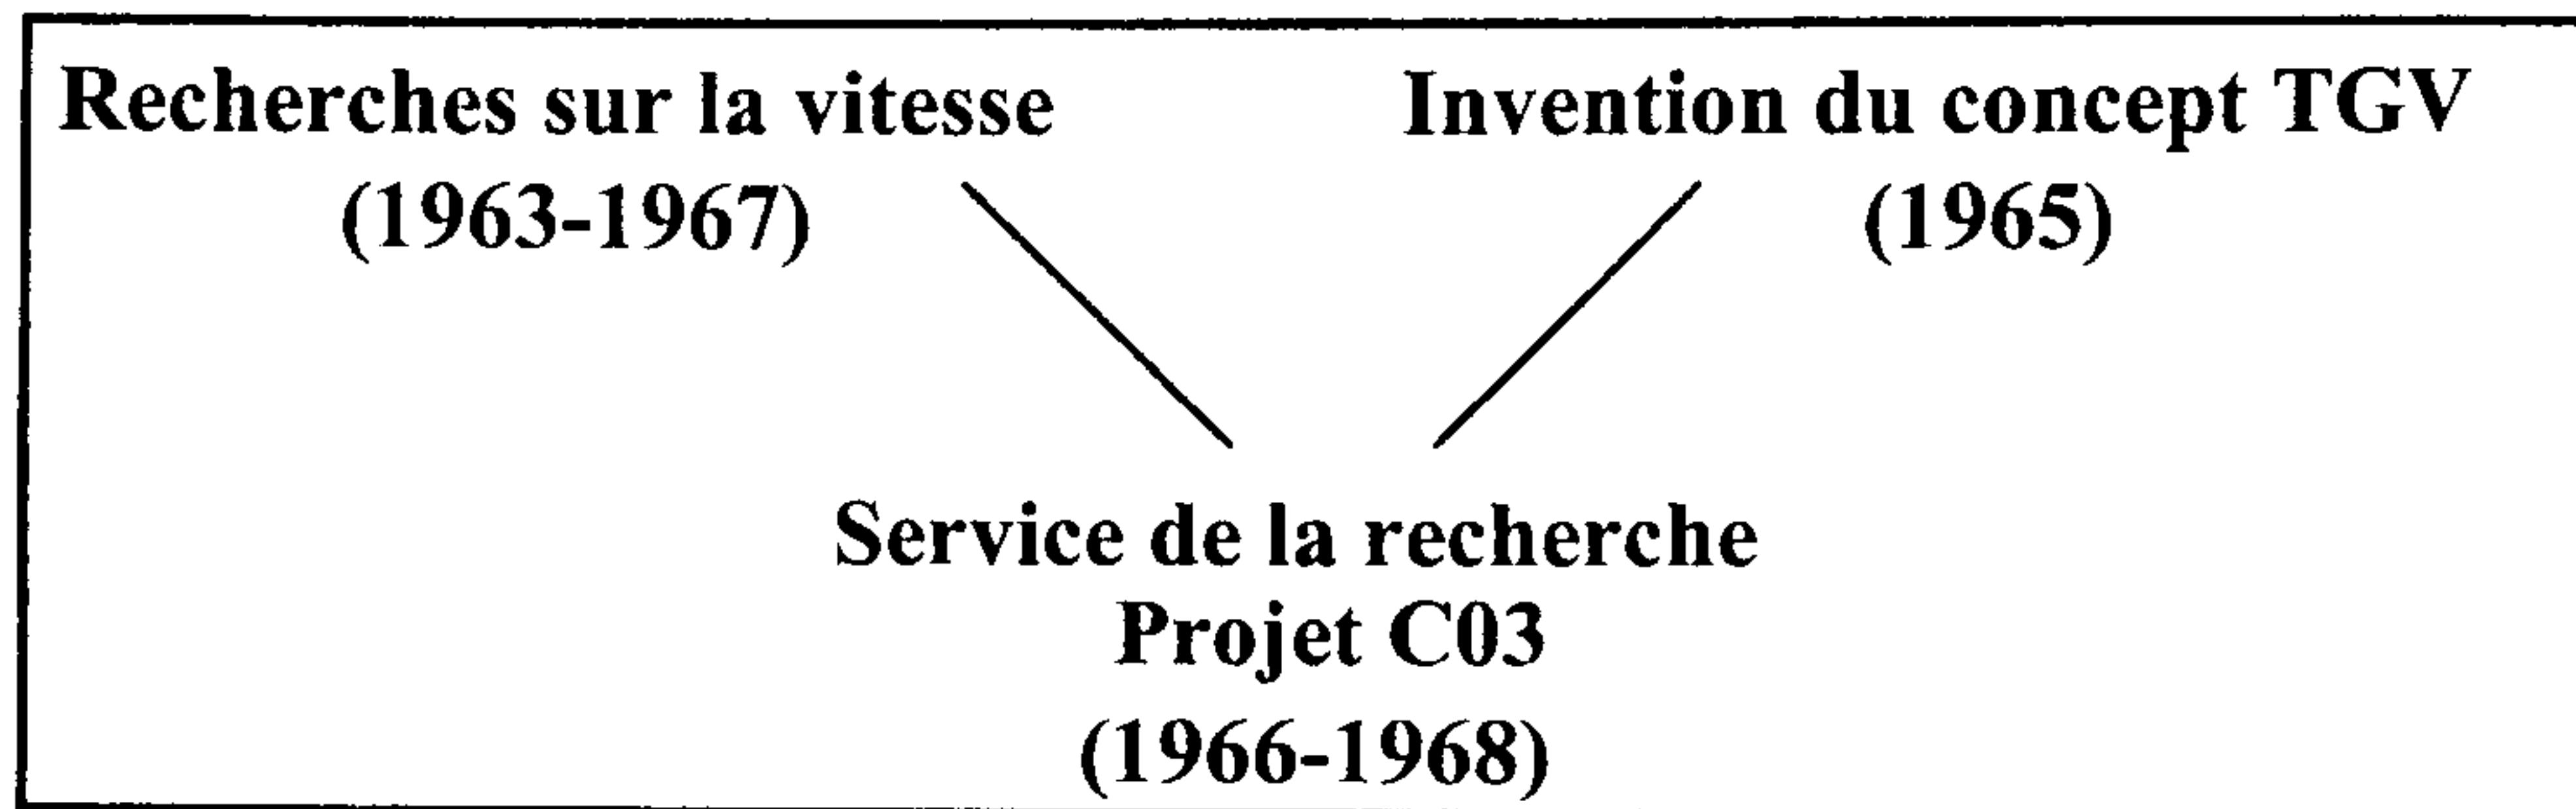 Recherches sur la vitesse
(1963-1967)
Invention du concept TGV
(1965)
Service de la recherche
Projet C03
(1966-1968)